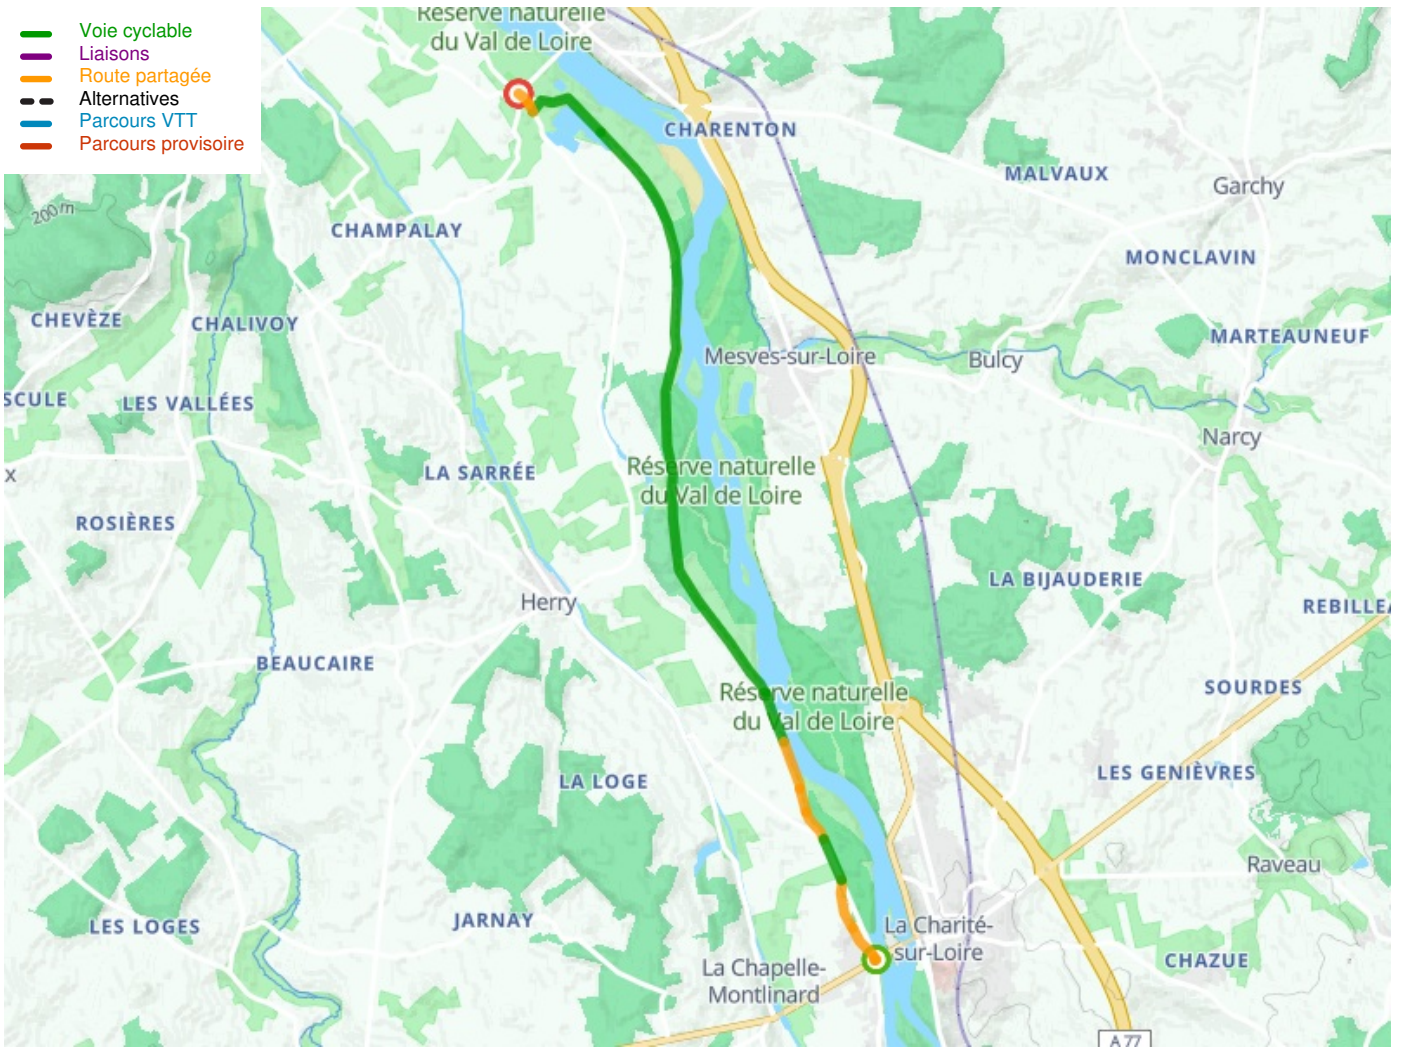 Voie cyclable
Liaisons
Route partagée
Alternatives
Parcours VTT
Parcours provisoire
Réserve naturelle
du Val de Loire
CHARENTON
MALVAUX
Garchy
200 m
CHAMPALAY
MONCLAVIN
CHEVÈZE
CHALIVOY
MARTEAUNEUF
Mesves-sur-Loire
Bulcy
SCULE
LES VALLÉES
Narcy
LA SARRÉE
Réserve naturelle
du Val de Loire
x
ROSIÈRES
LA BIJAUDERIE
Herry
REBILLEA
BEAUCAIRE
SOURDES
Réserve naturelle
du Val de Loire
LA LOGE
LES GENIÈVRES
Raveau
LES LOGES
JARNAY
La Charité-
sur-Loire
CHAZUE
La Chapelle-
Montlinard
A 77